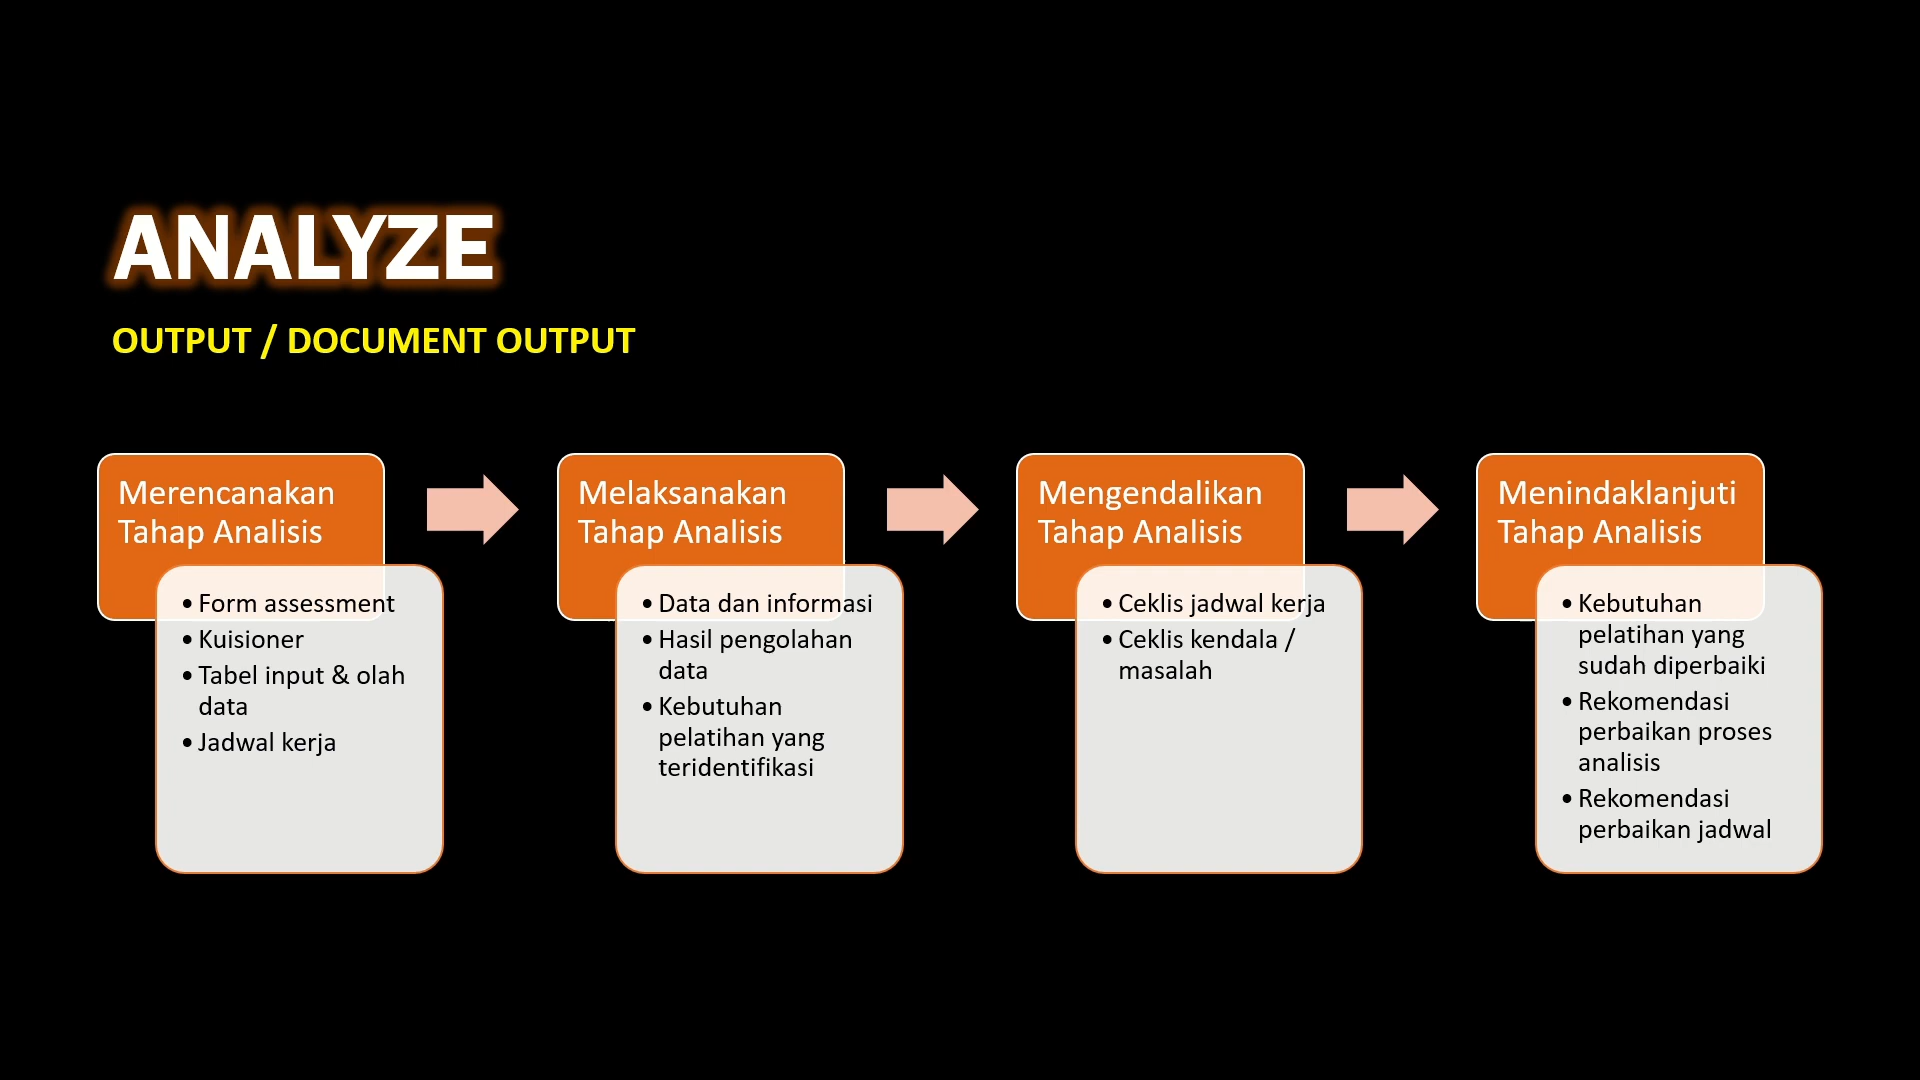 ANALYZE
OUTPUT / DOCUMENT OUTPUT
Merencanakan
Tahap Analisis
• Form assessment
• Kuisioner
• Tabel input & olah
data
• Jadwal kerja
Melaksanakan
Tahap Analisis
• Data dan informasi
• Hasil pengolahan
data
• Kebutuhan
pelatihan yang
teridentifikasi
Mengendalikan
Tahap Analisis
• Ceklis jadwal kerja
• Ceklis kendala /
masalah
Menindaklanjuti
Tahap Analisis
• Kebutuhan
pelatihan yang
sudah diperbaiki
• Rekomendasi
perbaikan proses
analisis
• Rekomendasi
perbaikan jadwal